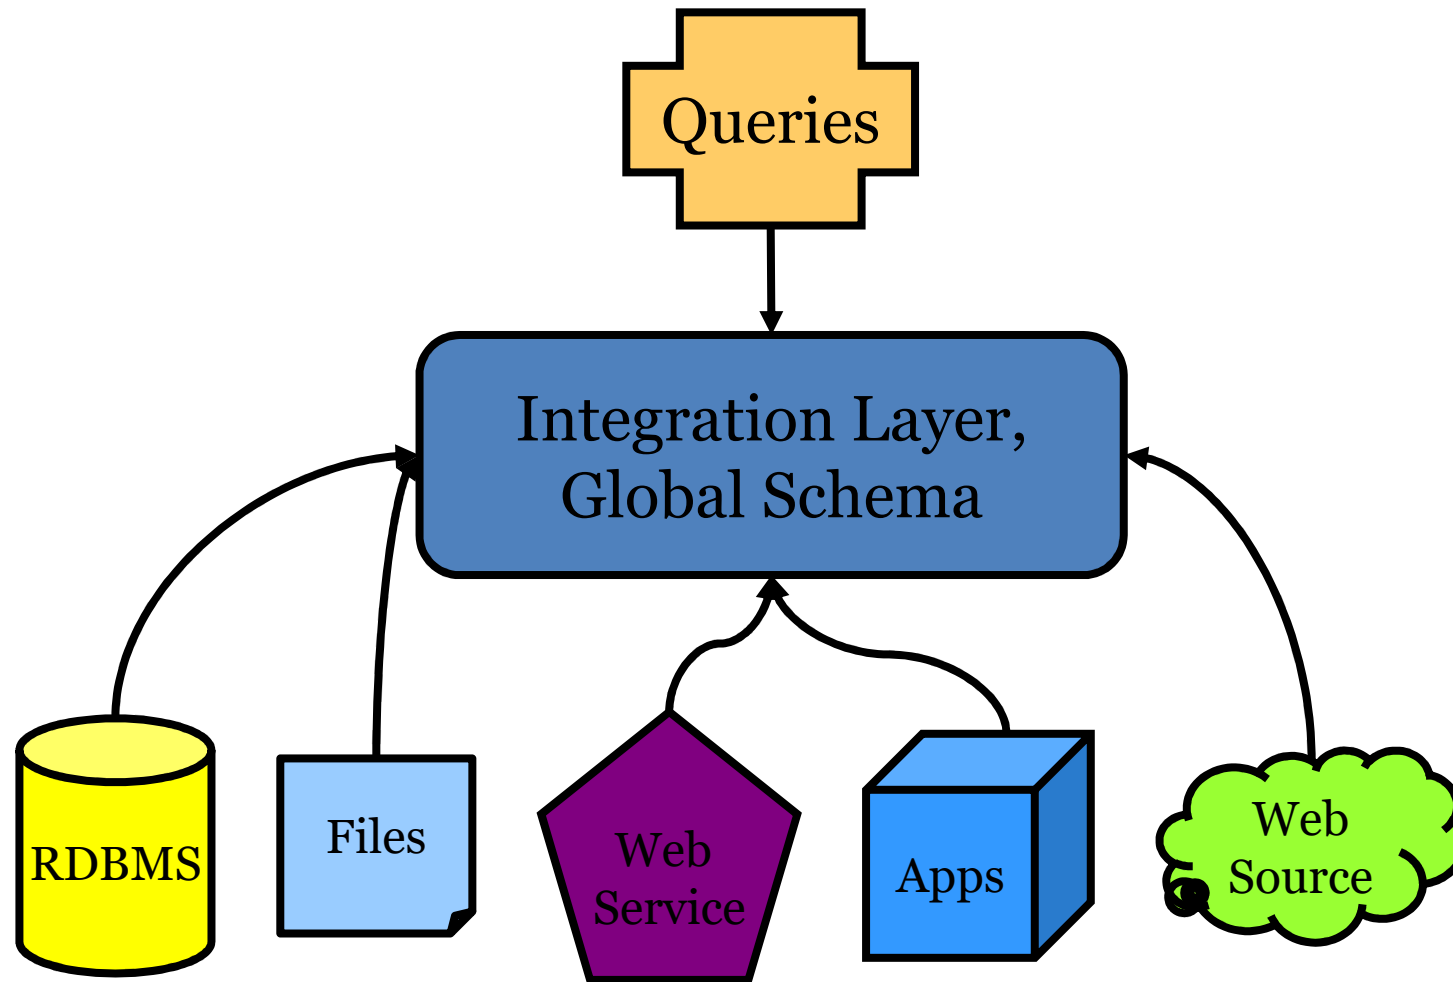 Queries
Integration Layer,
Global Schema
RDBMS
Files
Web
Service
Apps
Web
Source